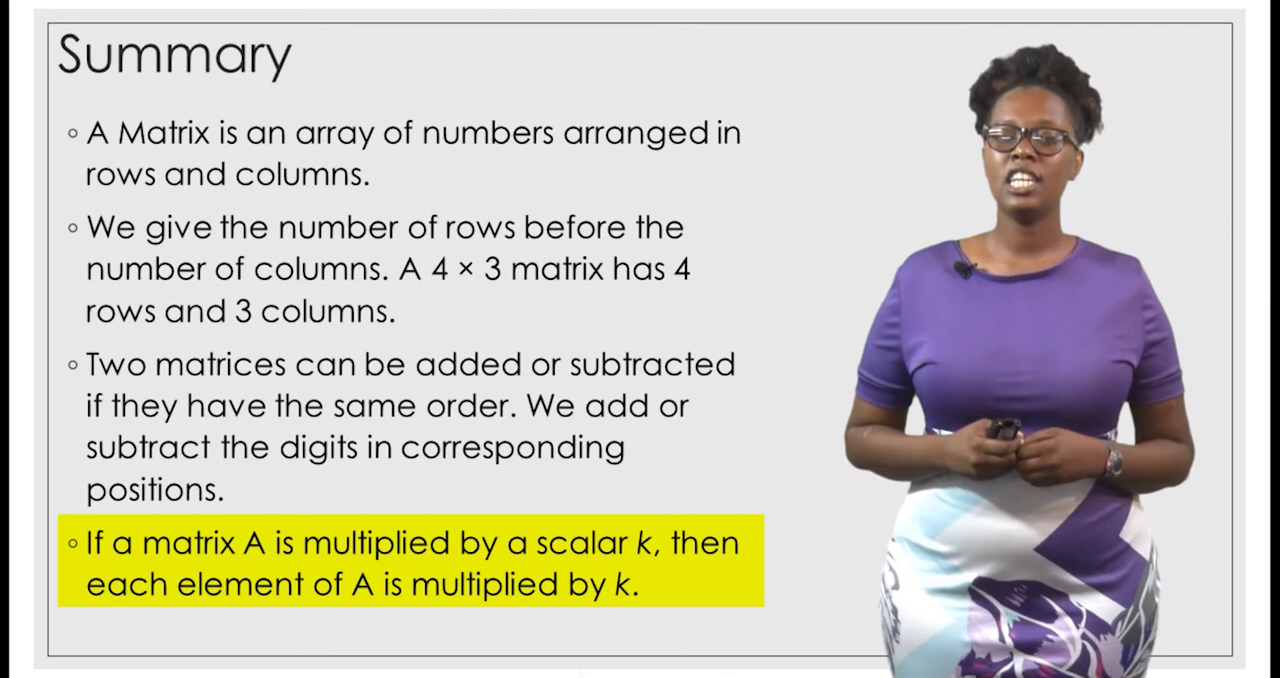 Summary
◦ A Matrix is an array of numbers arranged in
rows and columns.
◦ We give the number of rows before the
number of columns. A 4 × 3 matrix has 4
rows and 3 columns.
◦ Two matrices can be added or subtracted
if they have the same order. We add or
subtract the digits in corresponding
positions.
◦ If a matrix A is multiplied by a scalar k, then
each element of A is multiplied by k.